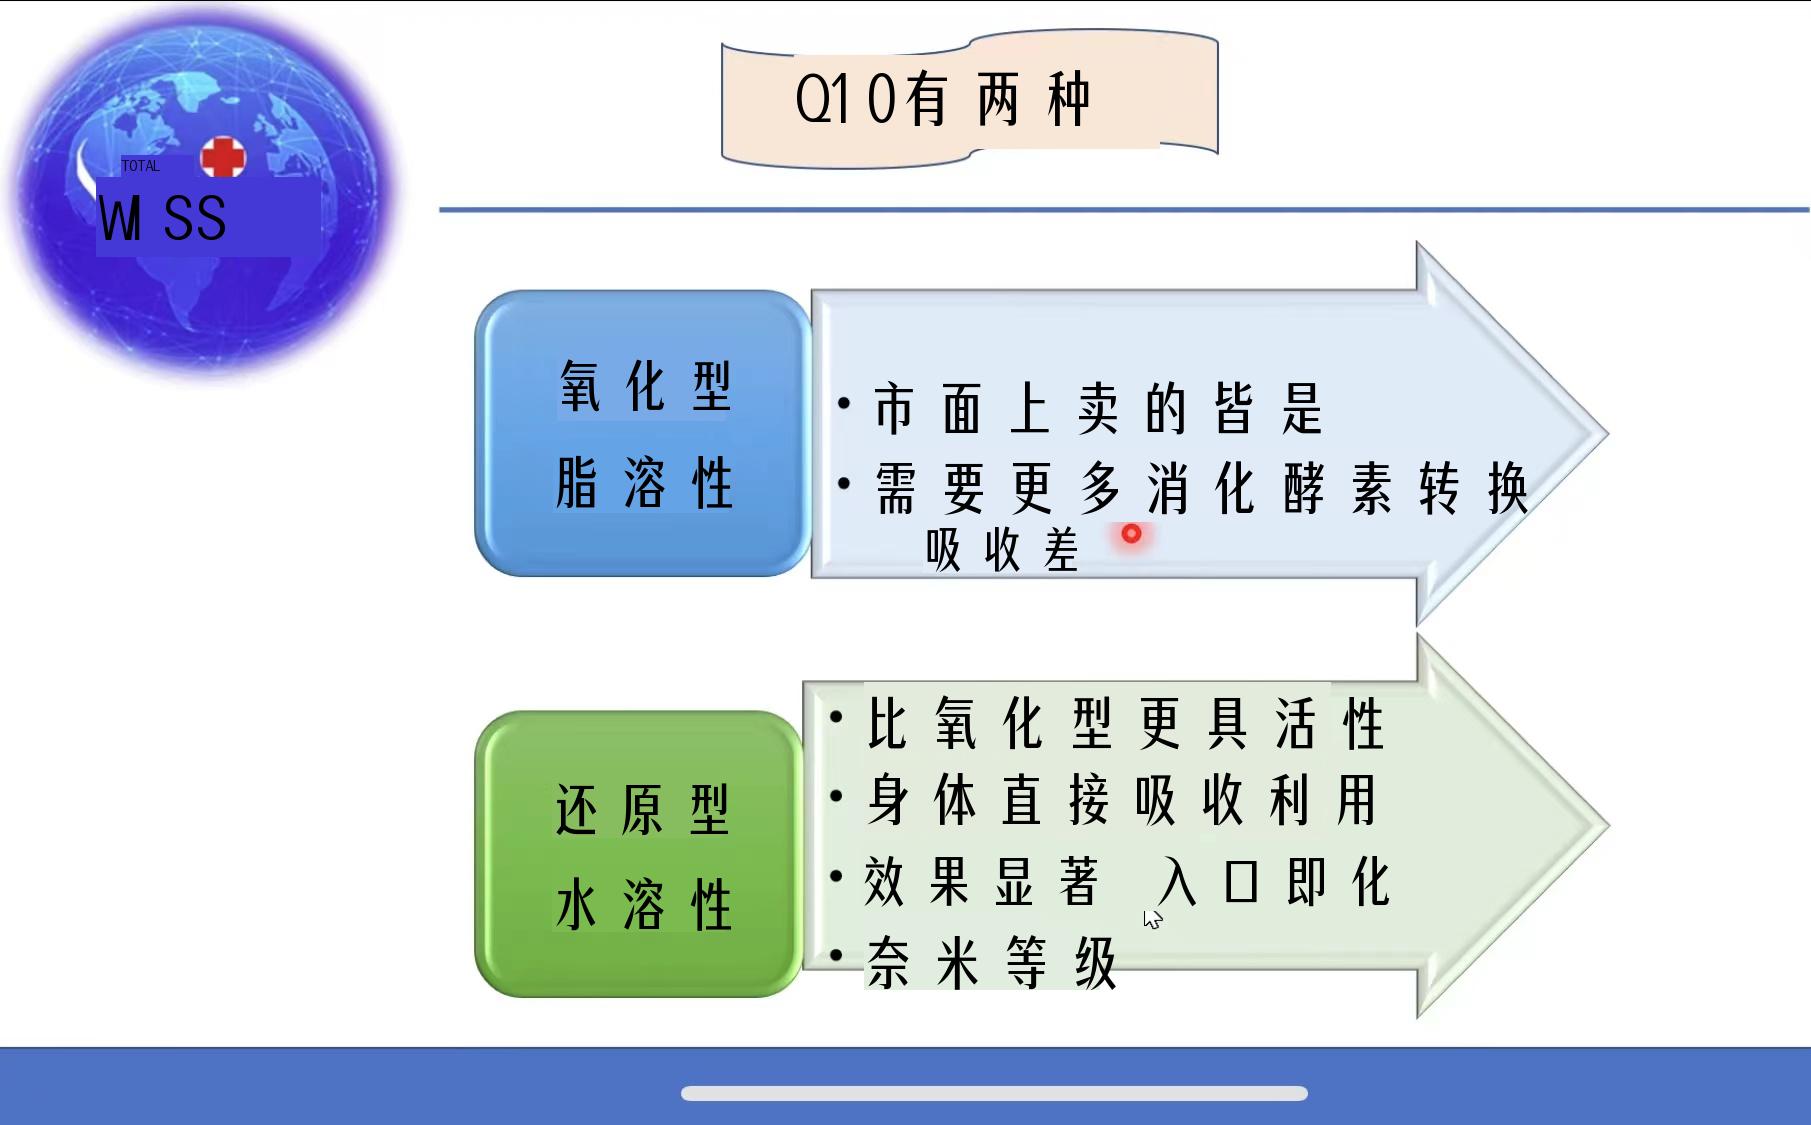 Q10有两种
TOTAL
WISS
氧化型
脂溶性
市面上卖的皆是
需要更多消化酵素转换
吸收差
还原型
水溶性
比氧化型更具活性
身体直接吸收利用
效果显著 入口即化
奈米等级